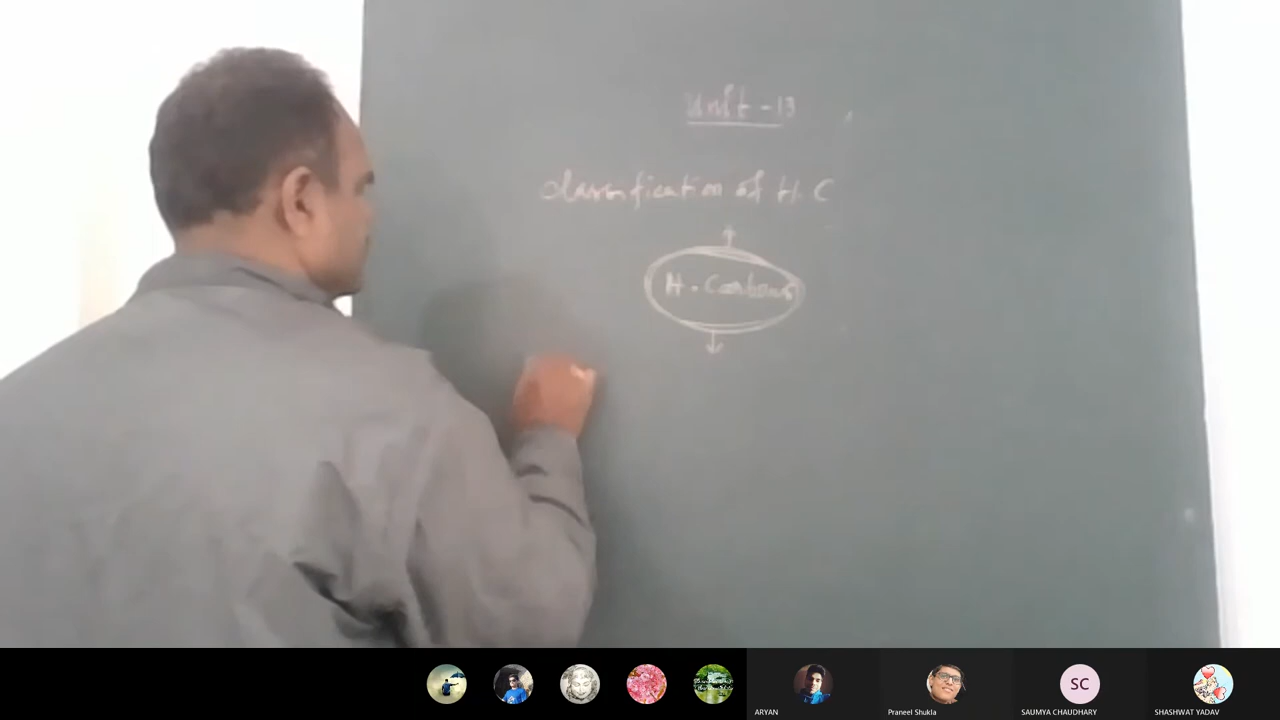 Unit - 13
classification of H.C
H. Carbons
SC
ARYAN
Praneel Shukla
SAUMYA CHAUDHARY
SHASHWAT YADAV